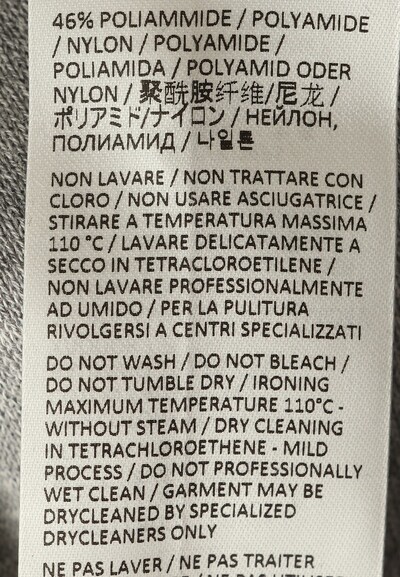 46% POLIAMMIDE / POLYAMIDE
/ NYLON / POLYAMIDE /
POLIAMIDA / POLYAMID ODER
NYLON / 聚酰胺纤维/尼龙 /
ポリアミド/ナイロン / НЕЙЛОН,
ПОЛИАМИД / 나일론
NON LAVARE / NON TRATTARE CON
CLORO / NON USARE ASCIUGATRICE /
STIRARE A TEMPERATURA MASSIMA
110 °C / LAVARE DELICATAMENTE A
SECCO IN TETRACLOROETILENE /
NON LAVARE PROFESSIONALMENTE
AD UMIDO / PER LA PULITURA
RIVOLGERSI A CENTRI SPECIALIZZATI
DO NOT WASH / DO NOT BLEACH /
DO NOT TUMBLE DRY / IRONING
MAXIMUM TEMPERATURE 110°C -
WITHOUT STEAM / DRY CLEANING
IN TETRACHLOROETHENE - MILD
PROCESS / DO NOT PROFESSIONALLY
WET CLEAN / GARMENT MAY BE
DRYCLEANED BY SPECIALIZED
DRYCLEANERS ONLY
NE PAS LAVER / NE PAS TRAITER